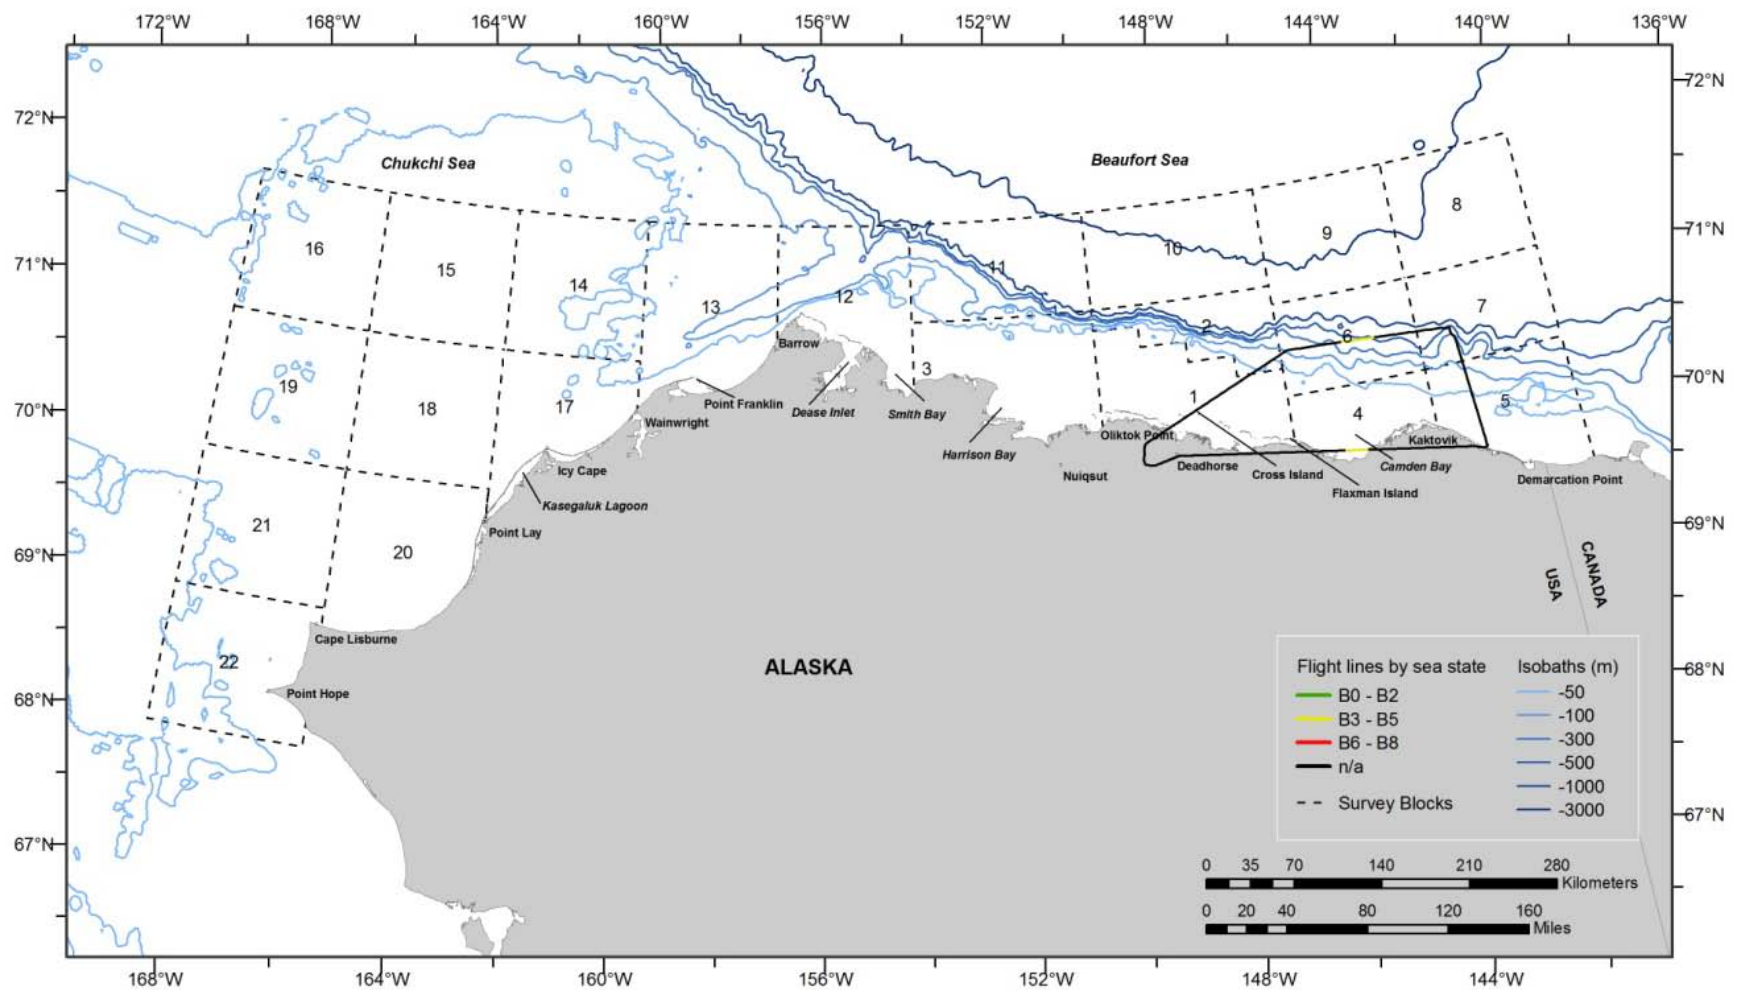 172°W 168°W 164°W 160°W 156°W 152°W 148°W 144°W 140°W 136°W
72°N
72°N
Chukchi Sea
Beaufort Sea
8
9
71°N
16
10
15
11
71°N
14
12
13
7
2
6
Barrow
3
70°N
19
1
5
Point Franklin
18
17
Dease Inlet
Smith Bay
4
70°N
Wainwright
Oliktok Point
Kaktovik
Harrison Bay
Icy Cape
Deadhorse
Camden Bay
Nuiqsut
Cross Island
Demarcation Point
Flaxman Island
Kasegaluk Lagoon
21
69°N
Point Lay
20
69°N
CANADA
USA
Cape Lisburne
22
ALASKA
68°N
Point Hope
68°N
Flight lines by sea state
B0 - B2
B3 - B5
B6 - B8
n/a
Survey Blocks
Isobaths (m)
-50
-100
-300
-500
-1000
-3000
67°N
67°N
0 35 70 140 210 280
Kilometers
0 20 40 80 120 160
Miles
168°W 164°W 160°W 156°W 152°W 148°W 144°W